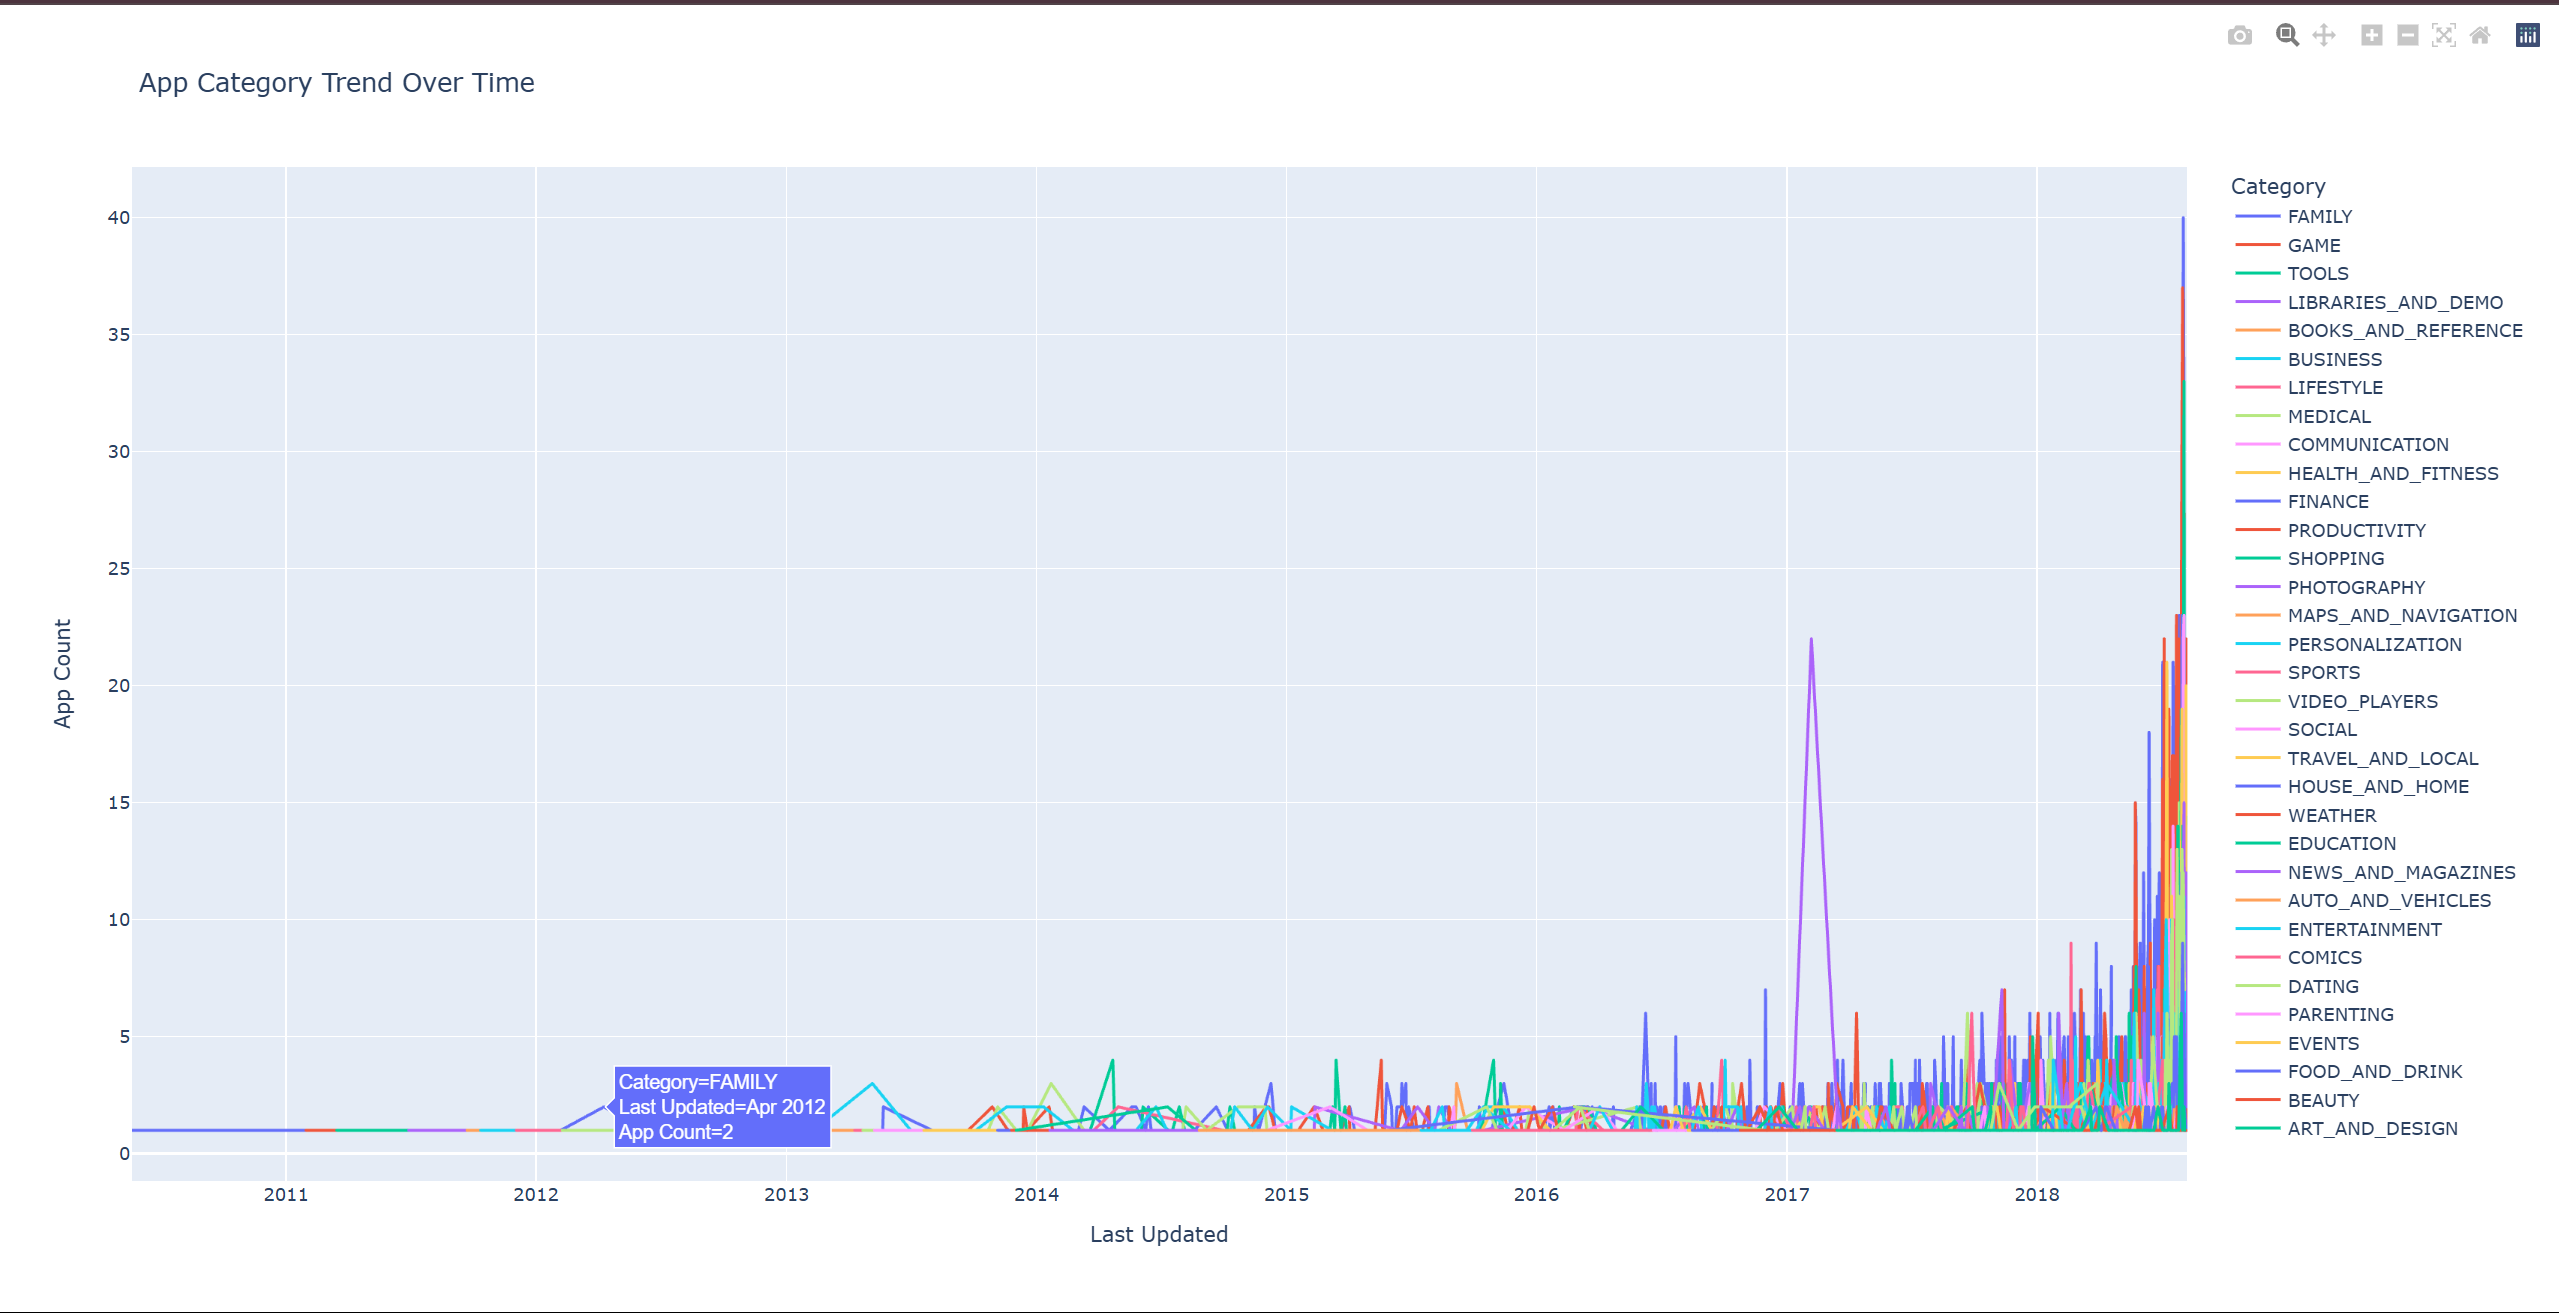 App Category Trend Over Time
40
35
30
25
20
15
10
5
0
App Count
Category=FAMILY
Last Updated=Apr 2012
App Count=2
2011
2012
2013
2014
2015
2016
2017
2018
Last Updated
Category
FAMILY
GAME
TOOLS
LIBRARIES_AND_DEMO
BOOKS_AND_REFERENCE
BUSINESS
LIFESTYLE
MEDICAL
COMMUNICATION
HEALTH_AND_FITNESS
FINANCE
PRODUCTIVITY
SHOPPING
PHOTOGRAPHY
MAPS_AND_NAVIGATION
PERSONALIZATION
SPORTS
VIDEO_PLAYERS
SOCIAL
TRAVEL_AND_LOCAL
HOUSE_AND_HOME
WEATHER
EDUCATION
NEWS_AND_MAGAZINES
AUTO_AND_VEHICLES
ENTERTAINMENT
COMICS
DATING
PARENTING
EVENTS
FOOD_AND_DRINK
BEAUTY
ART_AND_DESIGN